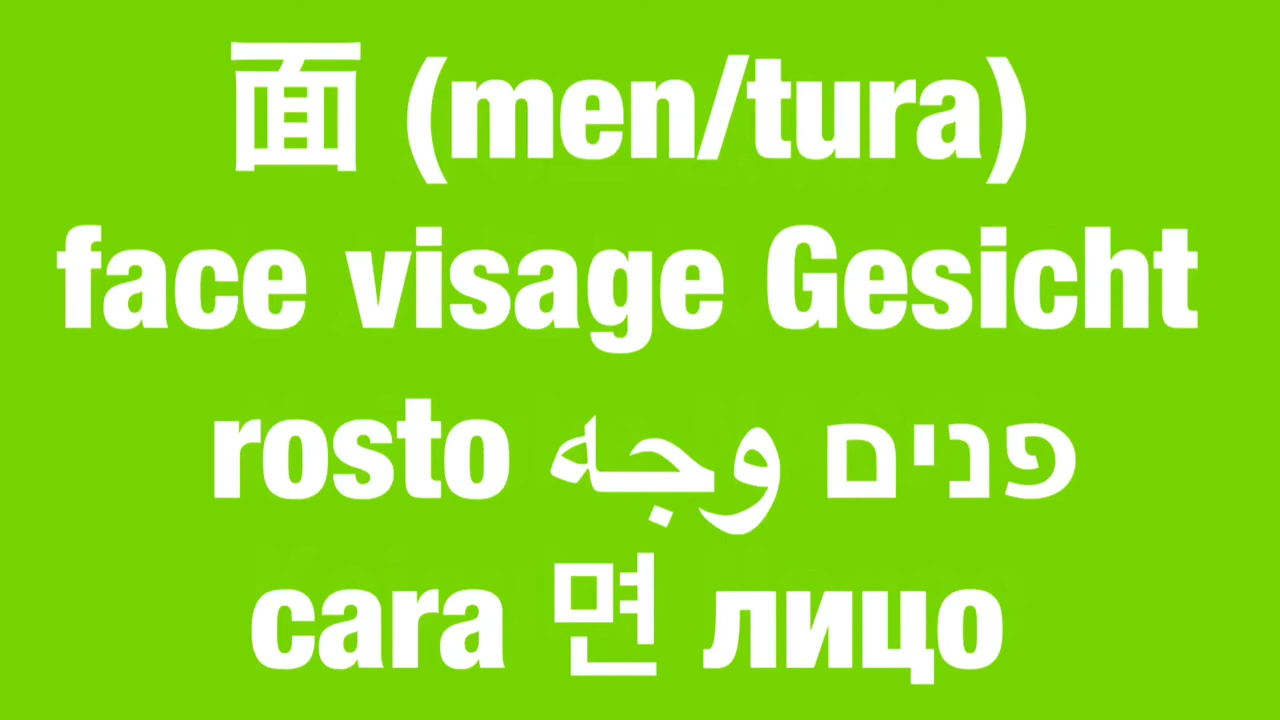 面 (men/tura)
face visage Gesicht
rosto وجه פנים
cara 면 лицо